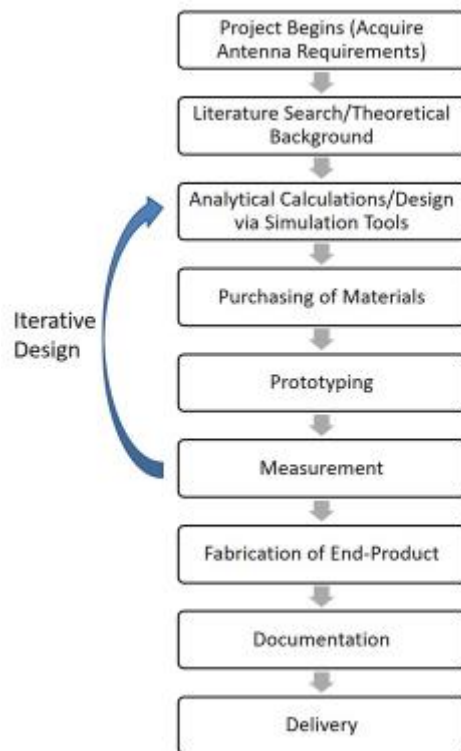 Project Begins (Acquire
Antenna Requirements)
Literature Search/Theoretical
Background
Analytical Calculations/Design
via Simulation Tools
Iterative
Design
Purchasing of Materials
Prototyping
Measurement
Fabrication of End-Product
Documentation
Delivery